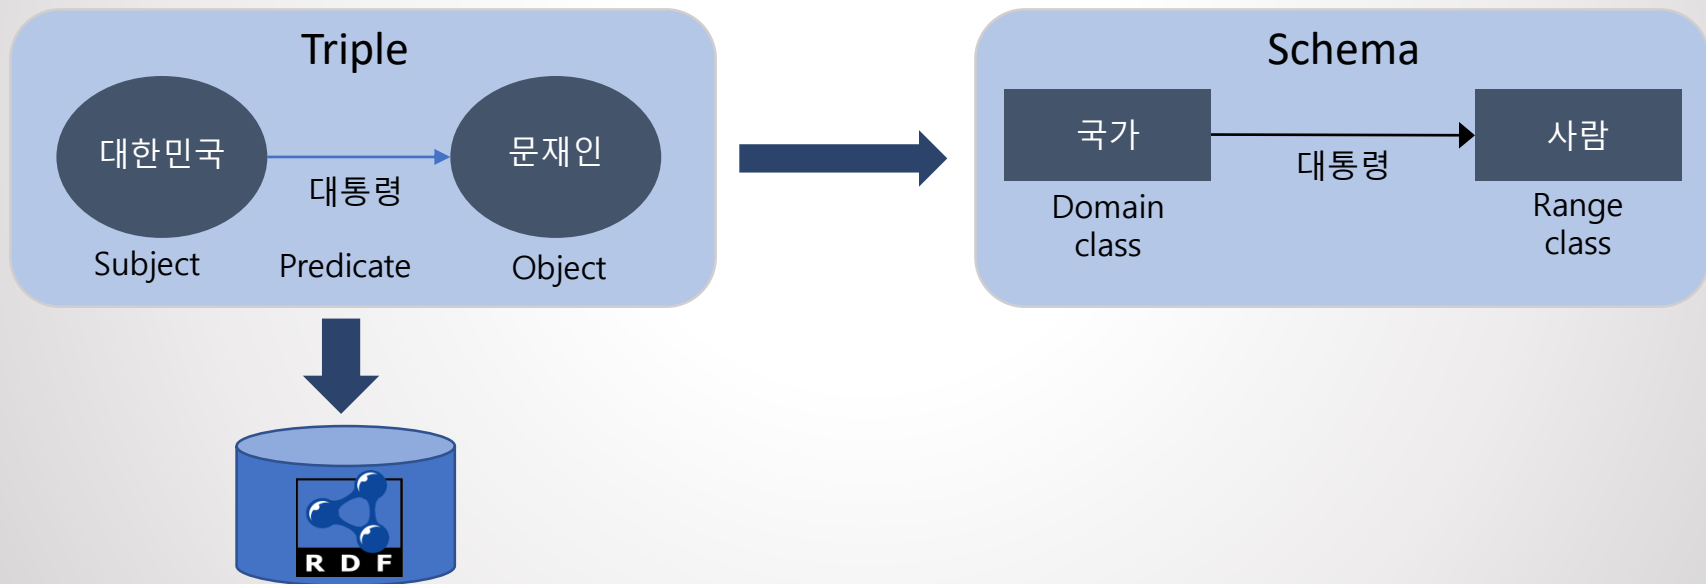 Triple
대한민국
대통령
문재인
Subject
Predicate
Object
Schema
국가
대통령
사람
Domain
class
Range
class
RDF